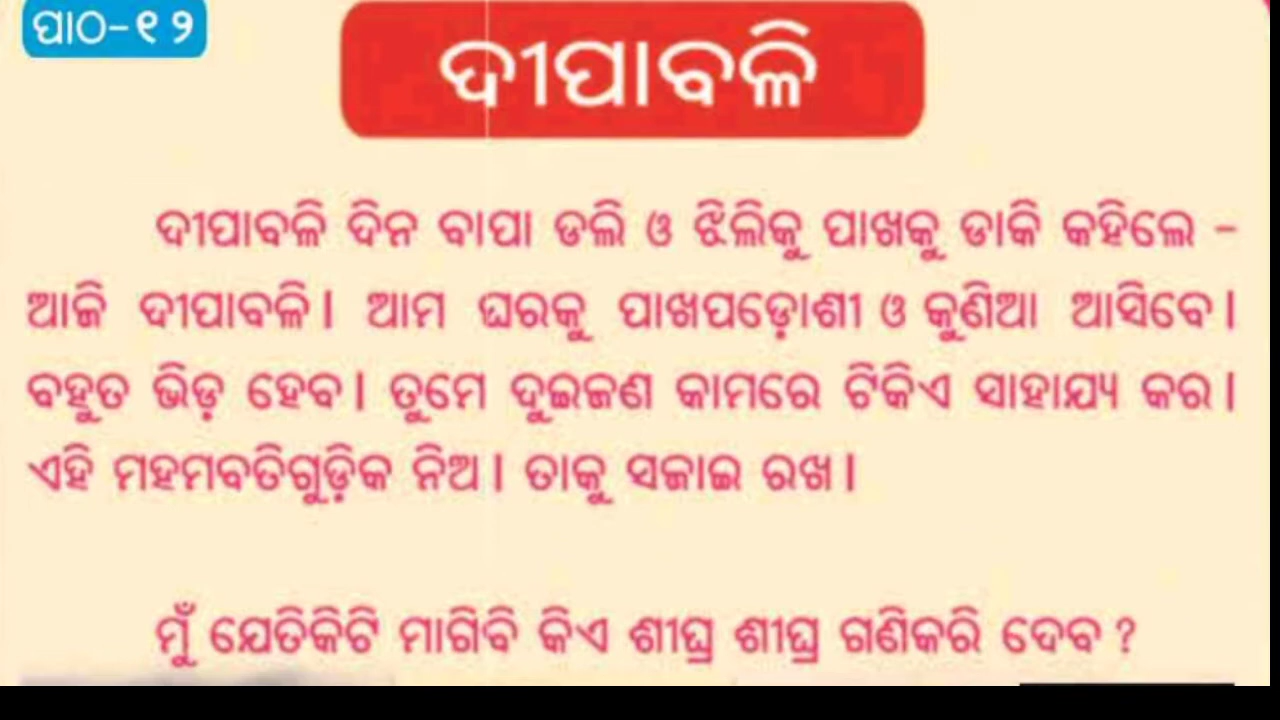 ପାଠ-୧୨
ଦୀପାବଳି
ଦୀପାବଳି ଦିନ ବାପା ଡଲି ଓ ଝିଲିକୁ ପାଖକୁ ଡାକି କହିଲେ -
ଆଜି ଦୀପାବଳି। ଆମ ଘରକୁ ପାଖପଡ଼ୋଶୀ ଓ କୁଣିଆ ଆସିବେ।
ବହୁତ ଭିଡ଼ ହେବ। ତୁମେ ଦୁଇଜଣ କାମରେ ଟିକିଏ ସାହାଯ୍ୟ କର।
ଏହି ମହମବତିଗୁଡ଼ିକ ନିଅ। ତାକୁ ସଜାଇ ରଖ।
ମୁଁ ଯେତିକିଟି ମାଗିବି କିଏ ଶୀଘ୍ର ଶୀଘ୍ର ଗଣିକରି ଦେବ ?